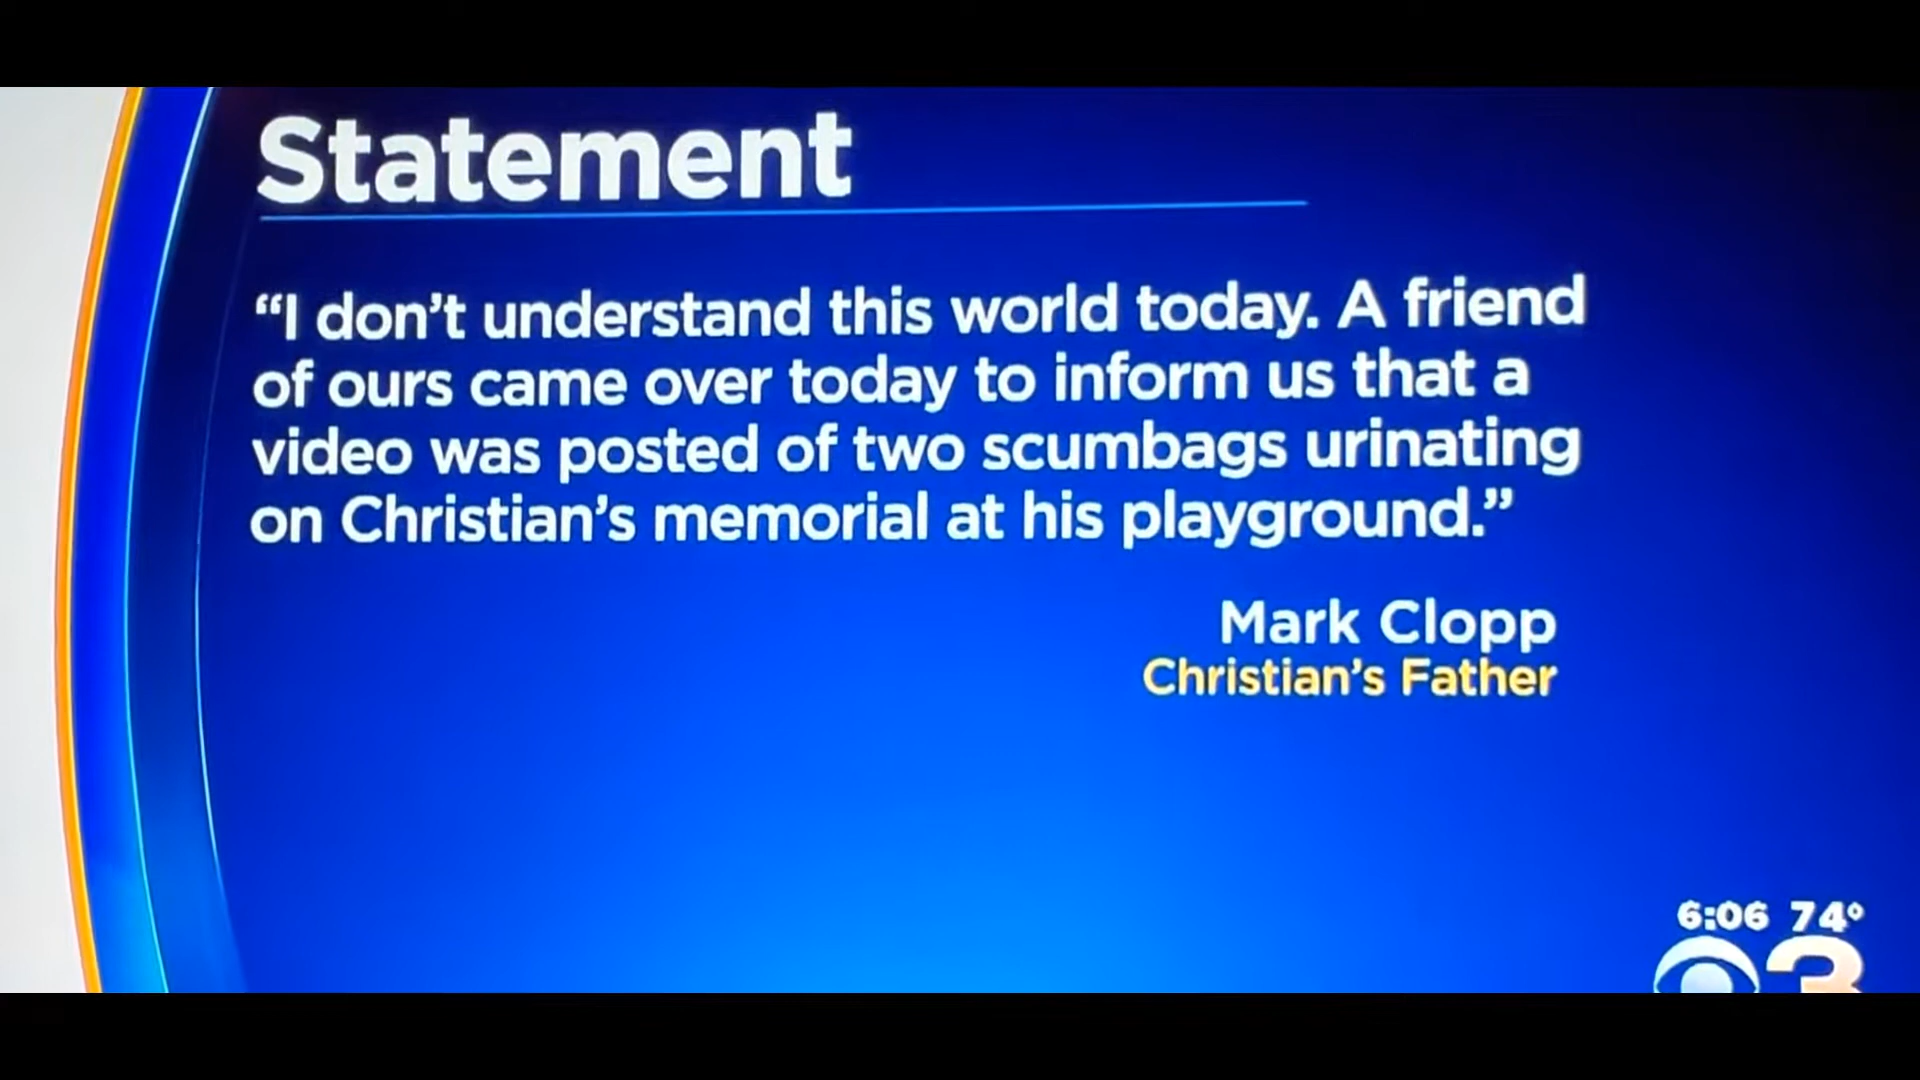 Statement
“I don’t understand this world today. A friend
of ours came over today to inform us that a
video was posted of two scumbags urinating
on Christian’s memorial at his playground.”
Mark Clopp
Christian’s Father
6:06 74°
3